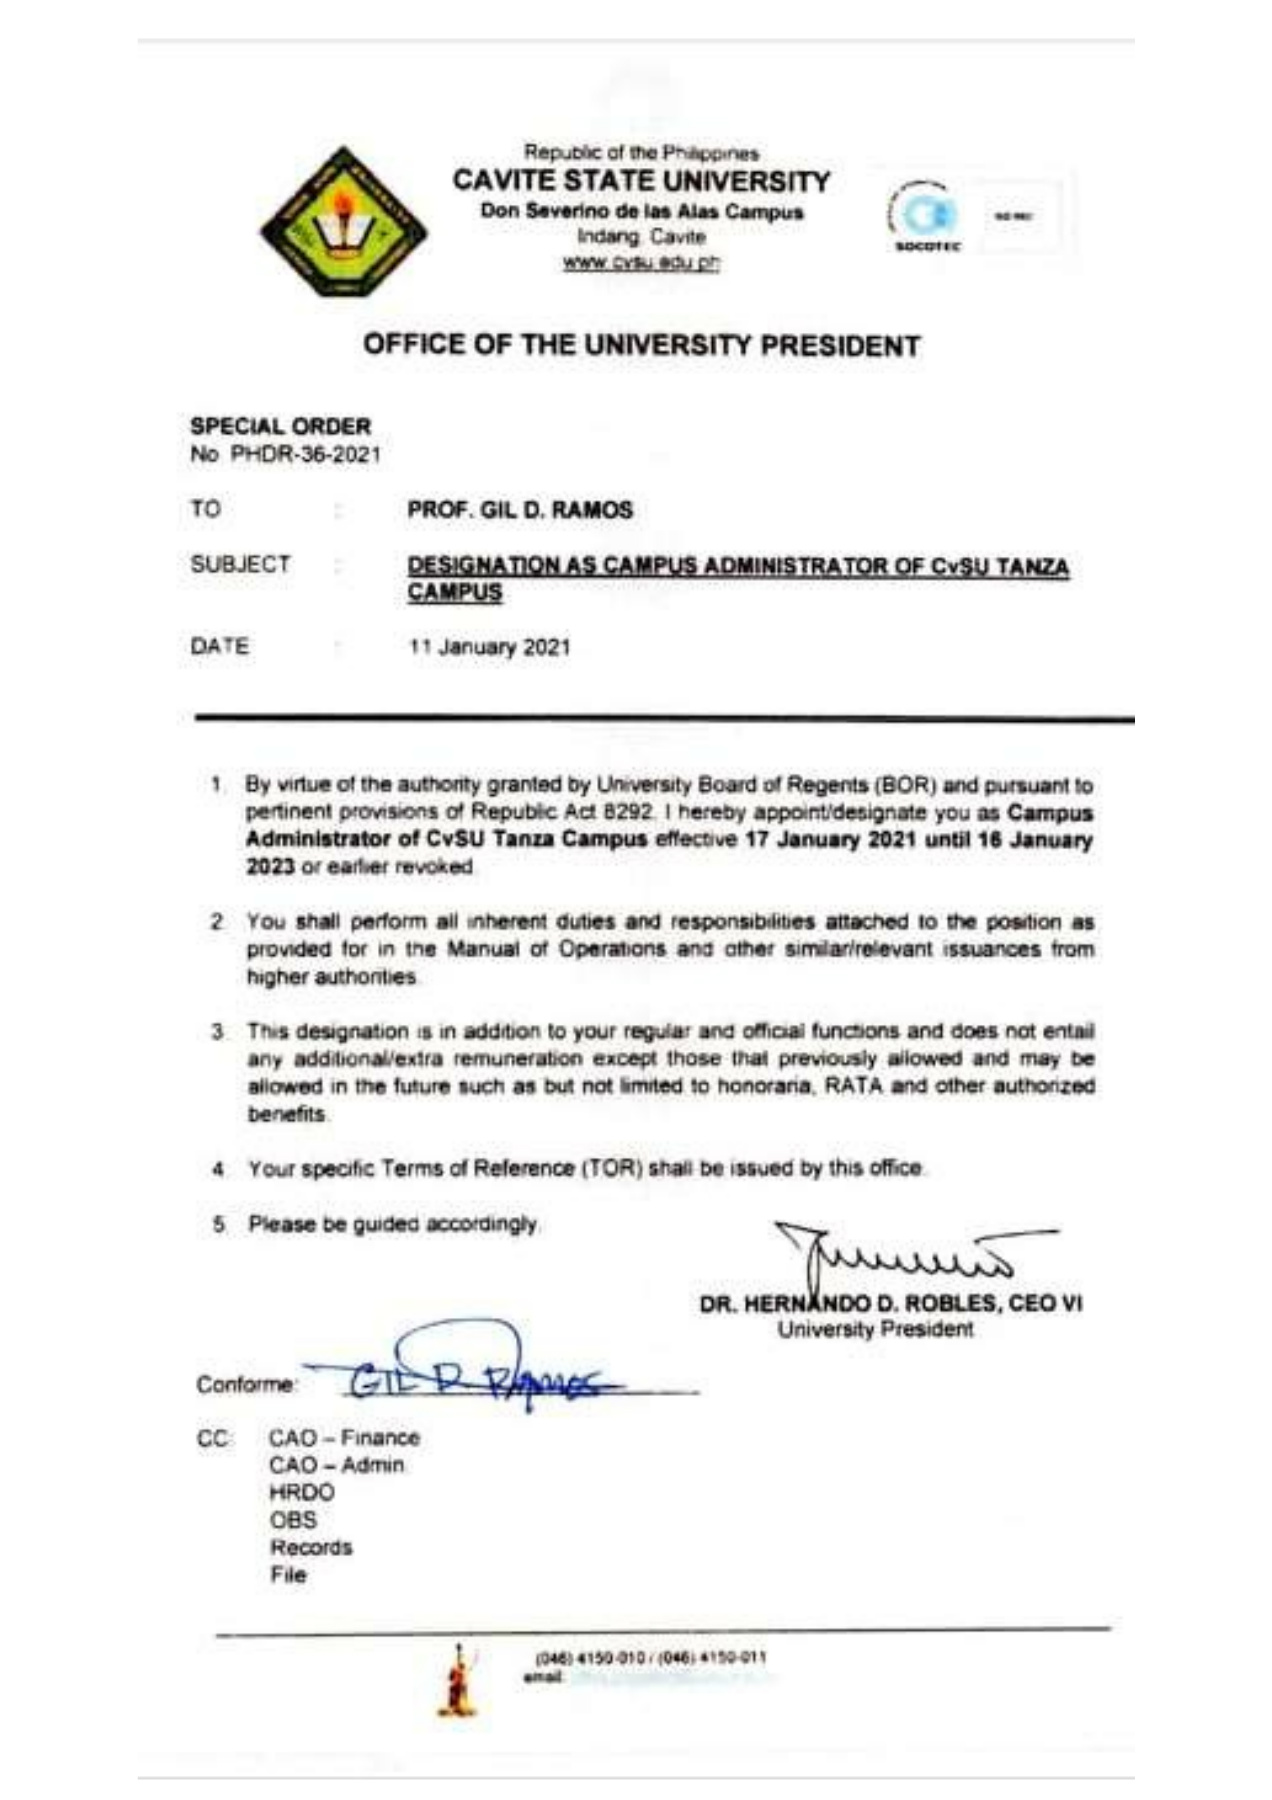 Republic of the Philippines
CAVITE STATE UNIVERSITY
Don Severino de las Alas Campus
Indang, Cavite
www.cvsu.edu.ph
SOCOTEC
OFFICE OF THE UNIVERSITY PRESIDENT
SPECIAL ORDER
No PHDR-36-2021
TO : PROF. GIL D. RAMOS
SUBJECT : DESIGNATION AS CAMPUS ADMINISTRATOR OF CvSU TANZA
CAMPUS
DATE : 11 January 2021
1. By virtue of the authority granted by University Board of Regents (BOR) and pursuant to
pertinent provisions of Republic Act 8292, I hereby appoint/designate you as Campus
Administrator of CvSU Tanza Campus effective 17 January 2021 until 16 January
2023 or earlier revoked.
2. You shall perform all inherent duties and responsibilities attached to the position as
provided for in the Manual of Operations and other similar/relevant issuances from
higher authorities.
3. This designation is in addition to your regular and official functions and does not entail
any additional/extra remuneration except those that previously allowed and may be
allowed in the future such as but not limited to honoraria, RATA and other authorized
benefits.
4. Your specific Terms of Reference (TOR) shall be issued by this office.
5. Please be guided accordingly.
DR. HERNANDO D. ROBLES, CEO VI
University President
Conforme: GIL D. RAMOS
CC: CAO – Finance
CAO – Admin
HRDO
OBS
Records
File
(046) 4150-010 / (046) 4150-011
email: